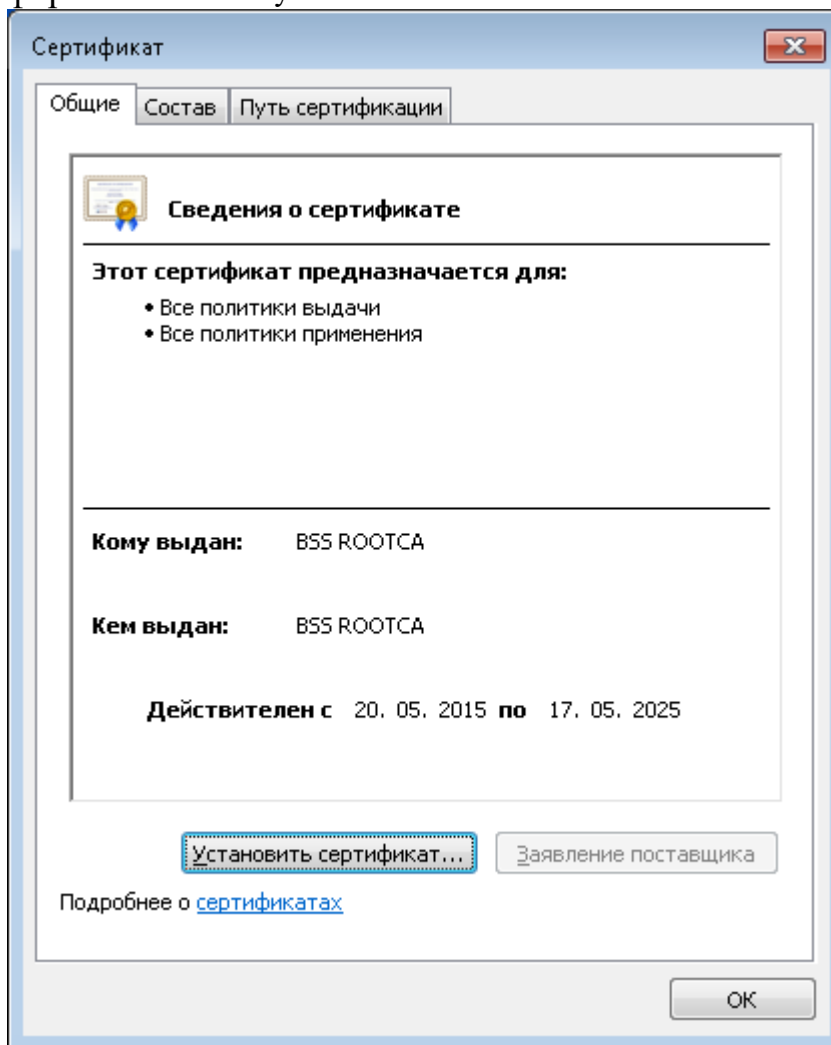 Сертификат
Общие Состав Путь сертификации
Сведения о сертификате
Этот сертификат предназначается для:
• Все политики выдачи
• Все политики применения
Кому выдан: BSS ROOTCA
Кем выдан: BSS ROOTCA
Действителен с 20. 05. 2015 по 17. 05. 2025
Установить сертификат... Заявление поставщика
Подробнее о сертификатах
ОК